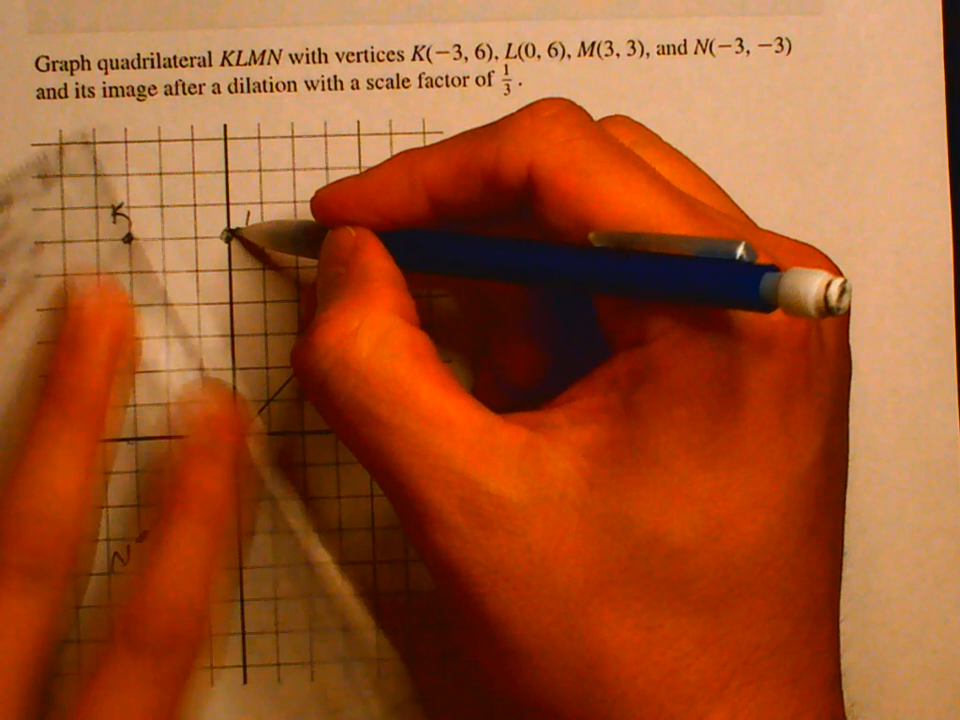 Graph quadrilateral KLMN with vertices K(−3, 6), L(0, 6), M(3, 3), and N(−3, −3)
and its image after a dilation with a scale factor of 1/3.
K
N